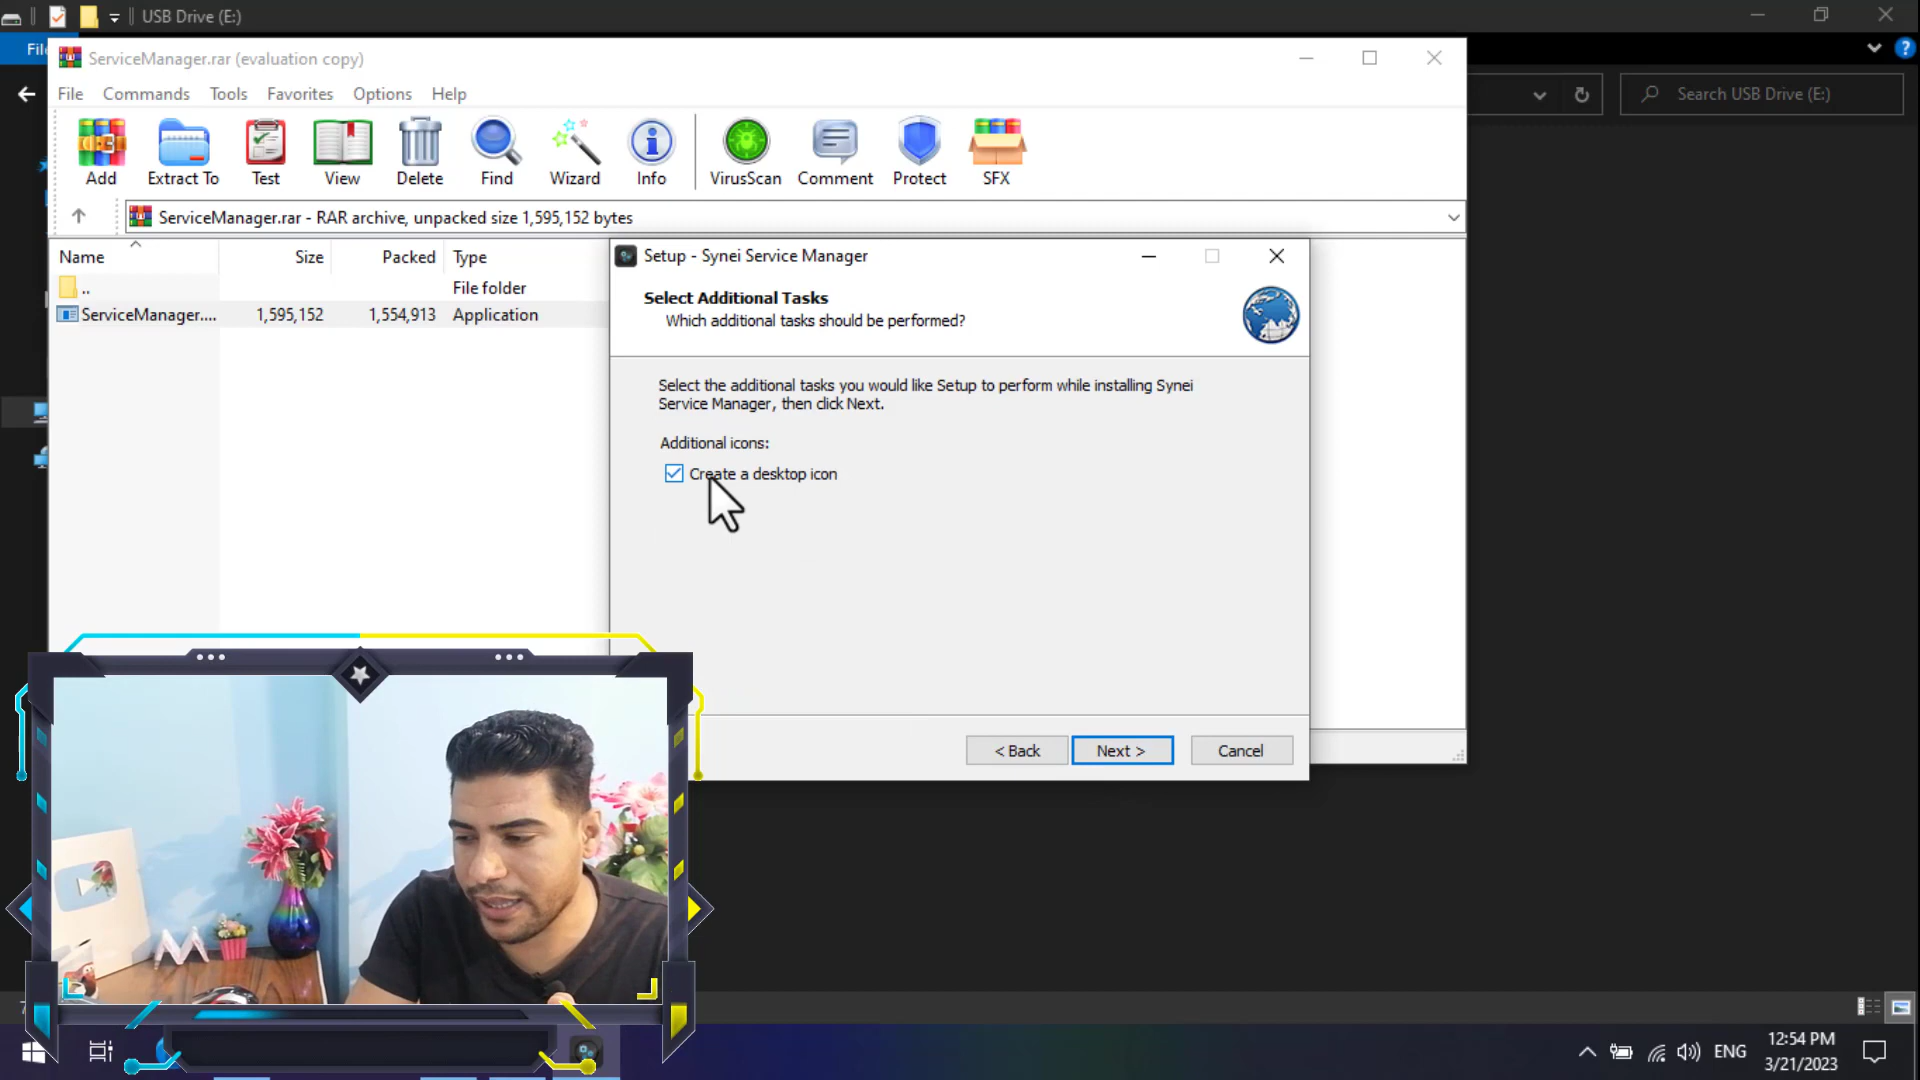 USB Drive (E:)
File
ServiceManager.rar (evaluation copy)
File Commands Tools Favorites Options Help
Search USB Drive (E:)
Add Extract To Test View Delete Find Wizard Info VirusScan Comment Protect SFX
ServiceManager.rar - RAR archive, unpacked size 1,595,152 bytes
Name Size Packed Type
.. File folder
ServiceManager.... 1,595,152 1,554,913 Application
Setup - Synei Service Manager
Select Additional Tasks
Which additional tasks should be performed?
Select the additional tasks you would like Setup to perform while installing Synei
Service Manager, then click Next.
Additional icons:
Create a desktop icon
< Back Next > Cancel
ENG
12:54 PM
3/21/2023